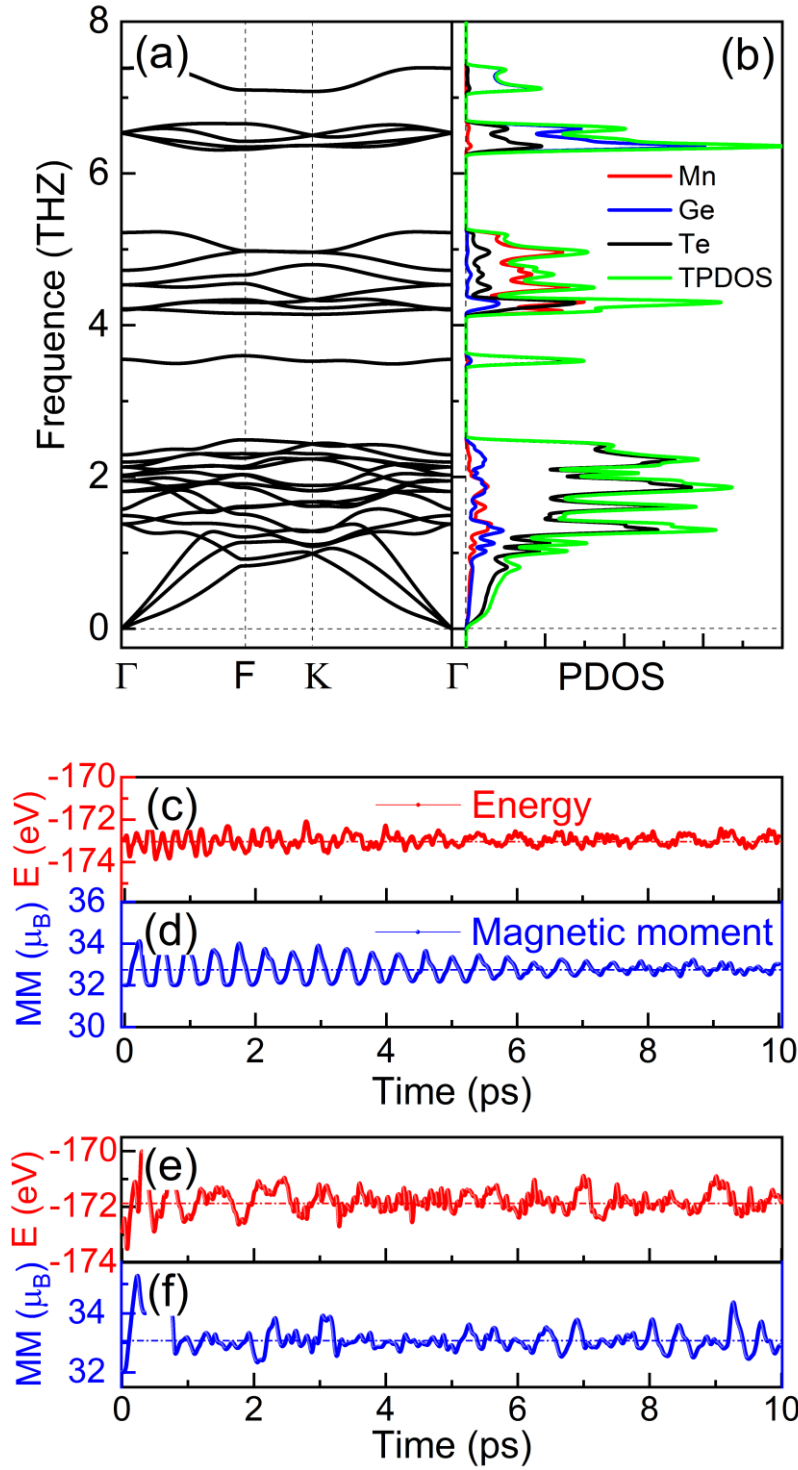 (a)
(b)
8
6
4
2
0
Frequence (THZ)
Mn
Ge
Te
TPDOS
Γ F K Γ PDOS
(c)
Energy
-170
-172
-174
E (eV)
(d)
Magnetic moment
36
34
32
30
MM (μB)
0 2 4 6 8 10
Time (ps)
(e)
-170
-172
-174
E (eV)
(f)
34
32
MM (μB)
0 2 4 6 8 10
Time (ps)